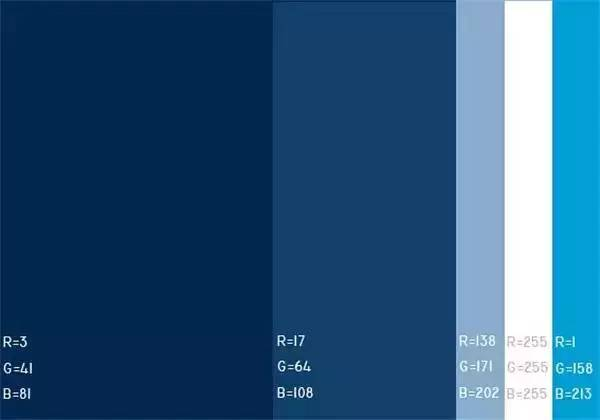 R=3
G=41
B=81
R=17
G=64
B=108
R=138
G=171
B=202
R=255
G=255
B=255
R=1
G=158
B=213